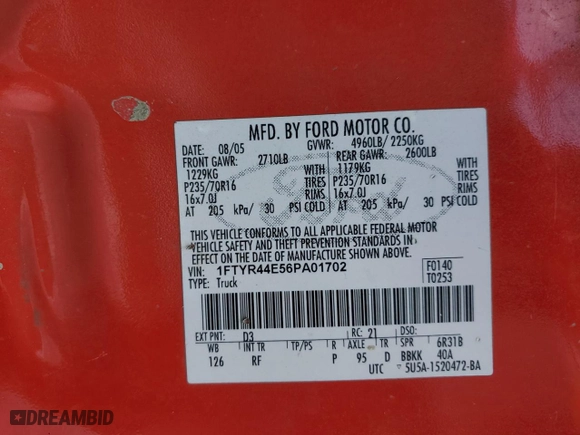 MFD. BY FORD MOTOR CO.
DATE: 08/05 GVWR: 4960LB/ 2250KG
FRONT GAWR: 2710LB REAR GAWR: 2600LB
1229KG WITH 1179KG WITH
P235/70R16 TIRES P235/70R16 TIRES
16x7.0J RIMS 16x7.0J RIMS
AT 205 kPa/ 30 PSI COLD AT 205 kPa/ 30 PSI COLD
THIS VEHICLE CONFORMS TO ALL APPLICABLE FEDERAL MOTOR
VEHICLE SAFETY AND THEFT PREVENTION STANDARDS IN
EFFECT ON THE DATE OF MANUFACTURE SHOWN ABOVE.
VIN: 1FTYR44E56PA01702 F0140
TYPE: Truck T0253
EXT PNT: D3 RC: 21 DSO:
WB INT TR TP/PS R AXLE TR SPR 6R31B
126 RF P 95 D BBKK 40A
UTC 5U5A-1520472-BA
Ford
DREAMBID